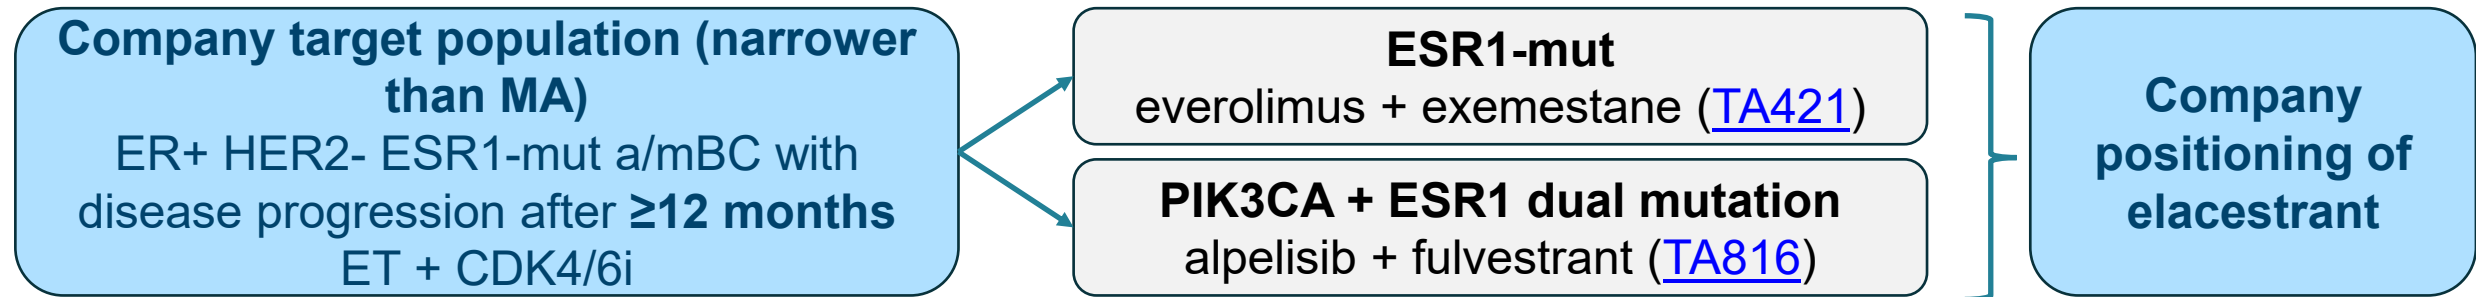 Company target population (narrower
than MA)
ER+ HER2- ESR1-mut a/mBC with
disease progression after ≥12 months
ET + CDK4/6i
ESR1-mut
everolimus + exemestane (TA421)
PIK3CA + ESR1 dual mutation
alpelisib + fulvestrant (TA816)
Company
positioning of
elacestrant